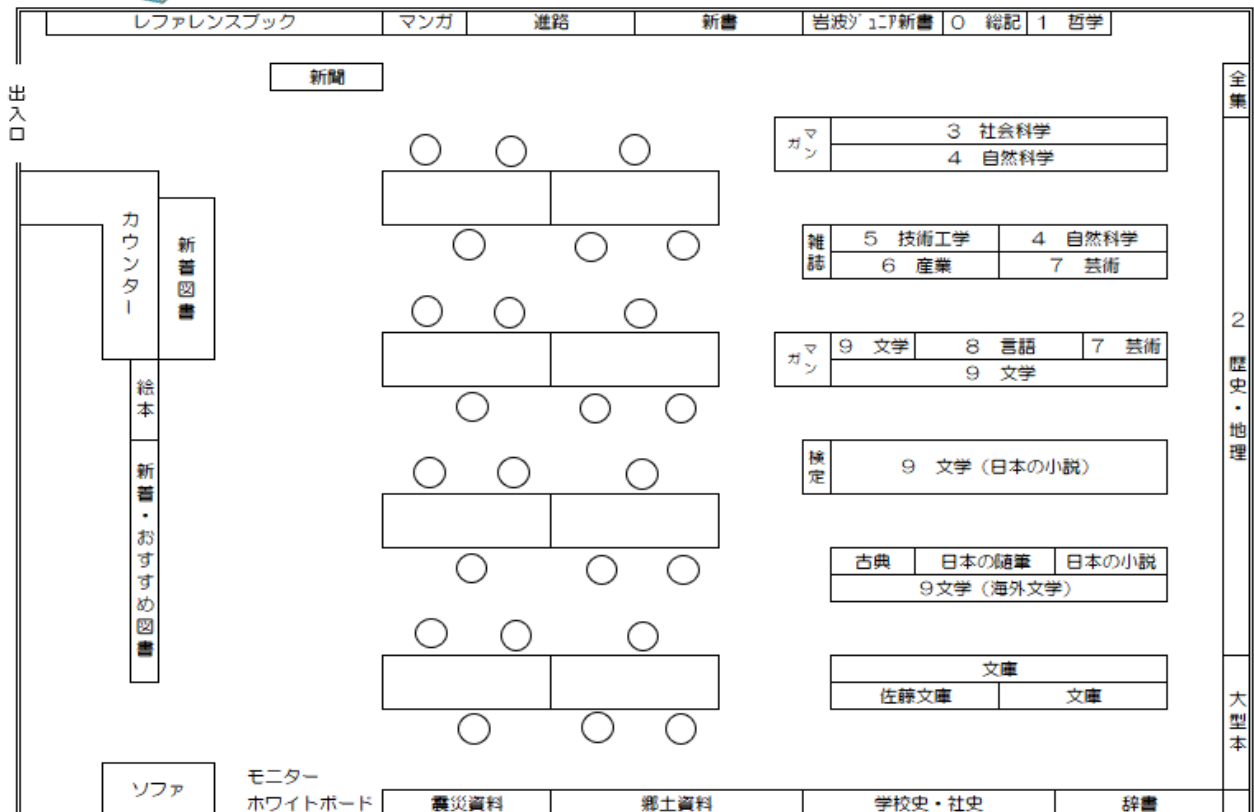 レファレンスブック
マンガ
進路
新書
岩波ジュニア新書
0 総記
1 哲学
新聞
出入口
全集
マンガ
3 社会科学
4 自然科学
カウンター
新着図書
雑誌
5 技術工学
4 自然科学
6 産業
7 芸術
2 歴史・地理
マンガ
9 文学
8 言語
7 芸術
9 文学
絵本
検定
9 文学（日本の小説）
新着・おすすめ図書
古典
日本の随筆
日本の小説
9文学（海外文学）
文庫
佐藤文庫
文庫
大型本
ソファ
モニター
ホワイトボード
震災資料
郷土資料
学校史・社史
辞書